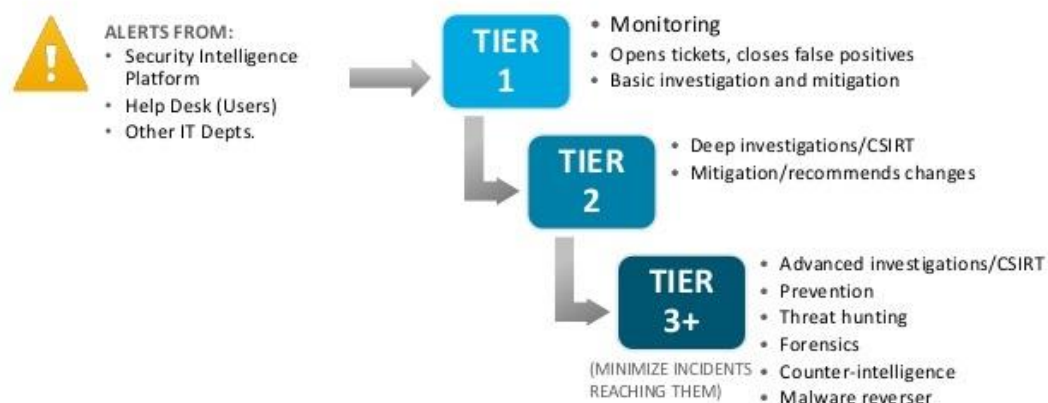 ALERTS FROM:
• Security Intelligence
Platform
• Help Desk (Users)
• Other IT Depts.
TIER
1
• Monitoring
• Opens tickets, closes false positives
• Basic investigation and mitigation
TIER
2
• Deep investigations/CSIRT
• Mitigation/recommends changes
TIER
3+
(MINIMIZE INCIDENTS
REACHING THEM)
• Advanced investigations/CSIRT
• Prevention
• Threat hunting
• Forensics
• Counter-intelligence
• Malware reverser